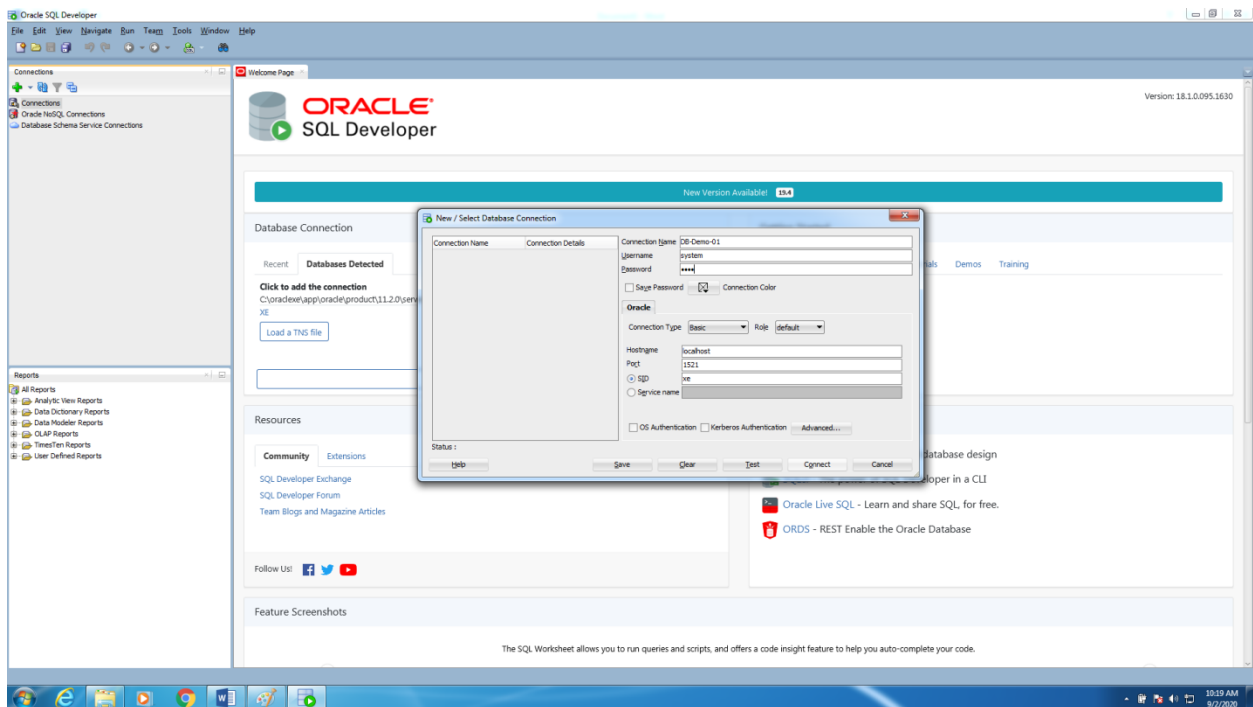 Oracle SQL Developer
File Edit View Navigate Run Team Tools Window Help
Connections
Connections
Oracle NoSQL Connections
Database Schema Service Connections
Reports
All Reports
Analytic View Reports
Data Dictionary Reports
Data Modeler Reports
OLAP Reports
TimesTen Reports
User Defined Reports
Welcome Page
ORACLE
SQL Developer
Version: 18.1.0.095.1630
New Version Available! 19.4
Database Connection
Recent Databases Detected
Click to add the connection
C:\oraclexe\app\oracle\product\11.2.0\serv
XE
Load a TNS file
Demos Training
New / Select Database Connection
Connection Name Connection Details
Connection Name DB-Demo-01
Username system
Password ••••
Save Password Connection Color
Oracle
Connection Type Basic Role default
Hostname localhost
Port 1521
SID xe
Service name
OS Authentication Kerberos Authentication Advanced...
Status :
Help Save Clear Test Connect Cancel
Resources
Community Extensions
SQL Developer Exchange
SQL Developer Forum
Team Blogs and Magazine Articles
Follow Us!
database design
in a CLI
Oracle Live SQL - Learn and share SQL, for free.
ORDS - REST Enable the Oracle Database
Feature Screenshots
The SQL Worksheet allows you to run queries and scripts, and offers a code insight feature to help you auto-complete your code.
10:19 AM
9/2/2020